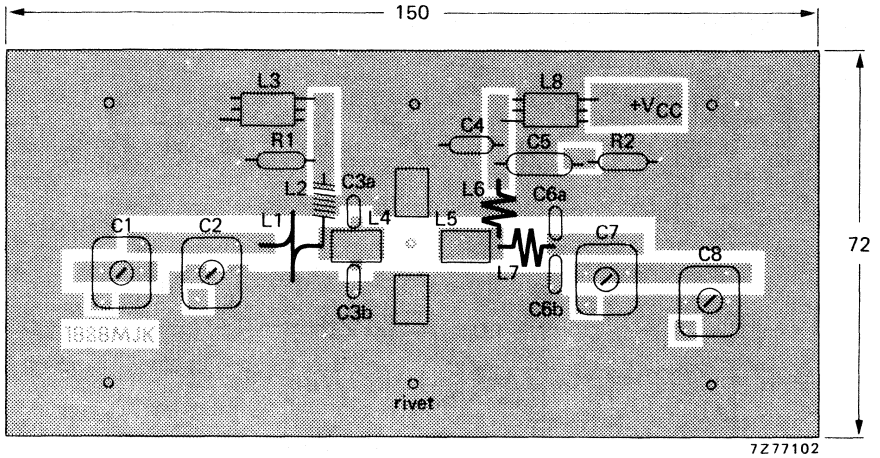 150
L3
L8
+VCC
C4
R1
C5
R2
L2
C3a
L6
C6a
C1
C2
L1
L4
L5
C7
72
C8
L7
C3b
C6b
1828MJK
rivet
7Z77102